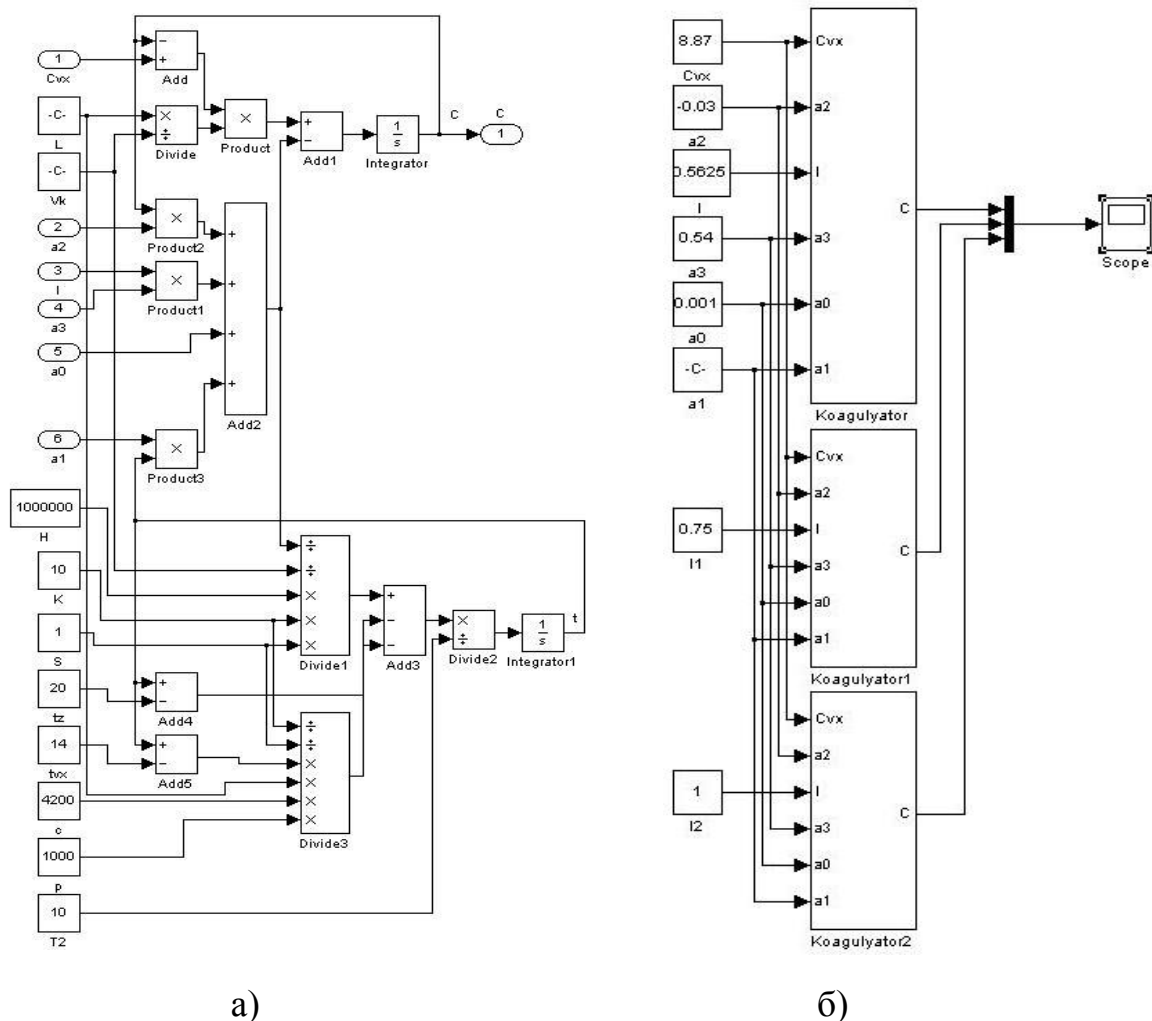 1
Cvx
-C-
L
-C-
Vk
2
a2
3
I
4
a3
5
a0
6
a1
1000000
H
10
K
1
S
20
tz
14
tvx
4200
c
1000
p
10
T2
−
+
Add
×
÷
Divide
×
Product
+
−
Add1
1
s
Integrator
C
C
1
×
Product2
×
Product1
+
+
+
+
Add2
×
Product3
÷
÷
×
×
×
Divide1
+
−
−
Add3
×
÷
Divide2
1
s
Integrator1
t
+
−
Add4
+
−
Add5
÷
÷
×
×
×
×
Divide3
а)
8.87
Cvx
-0.03
a2
0.5625
I
0.54
a3
0.001
a0
-C-
a1
0.75
I1
1
I2
Cvx
a2
I
a3
a0
a1
C
Koagulyator
Cvx
a2
I
a3
a0
a1
C
Koagulyator1
Cvx
a2
I
a3
a0
a1
C
Koagulyator2
Scope
б)